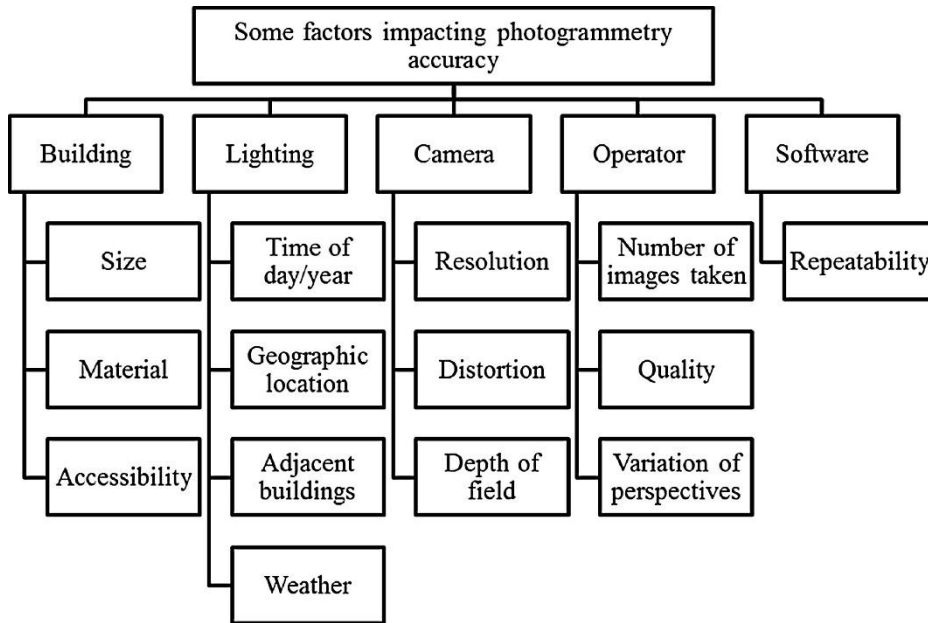 Some factors impacting photogrammetry
accuracy
Building
Lighting
Camera
Operator
Software
Size
Time of
day/year
Resolution
Number of
images taken
Repeatability
Material
Geographic
location
Distortion
Quality
Accessibility
Adjacent
buildings
Depth of
field
Variation of
perspectives
Weather